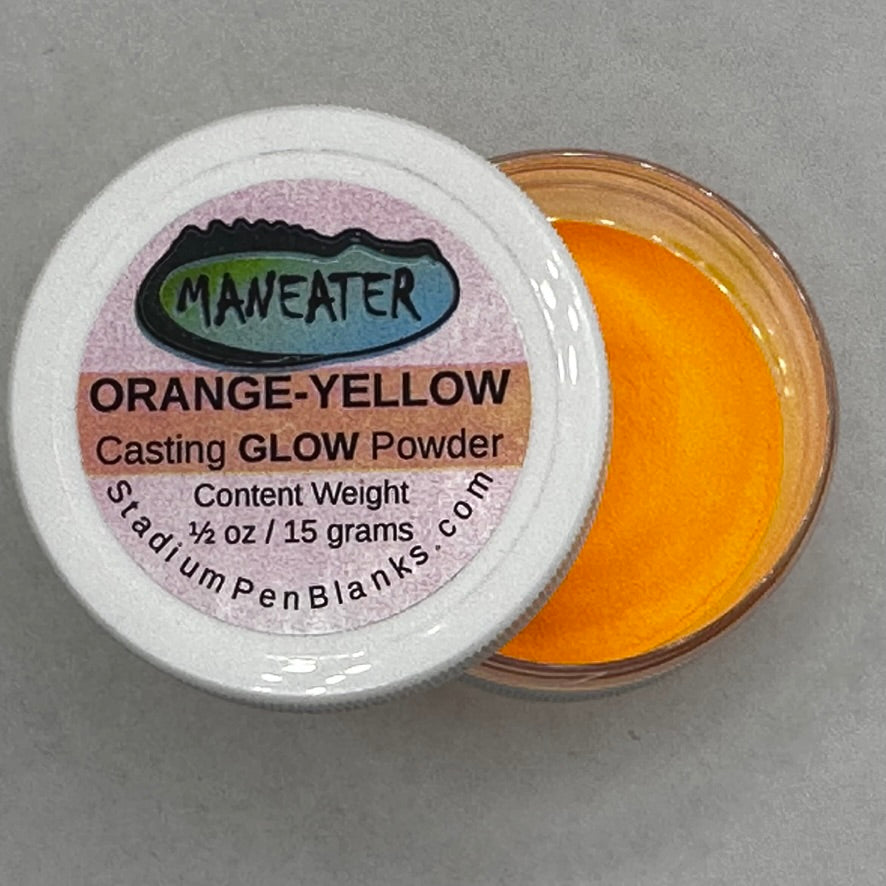 MANEATER
ORANGE-YELLOW
Casting GLOW Powder
Content Weight
½ oz / 15 grams
StadiumPenBlanks.com